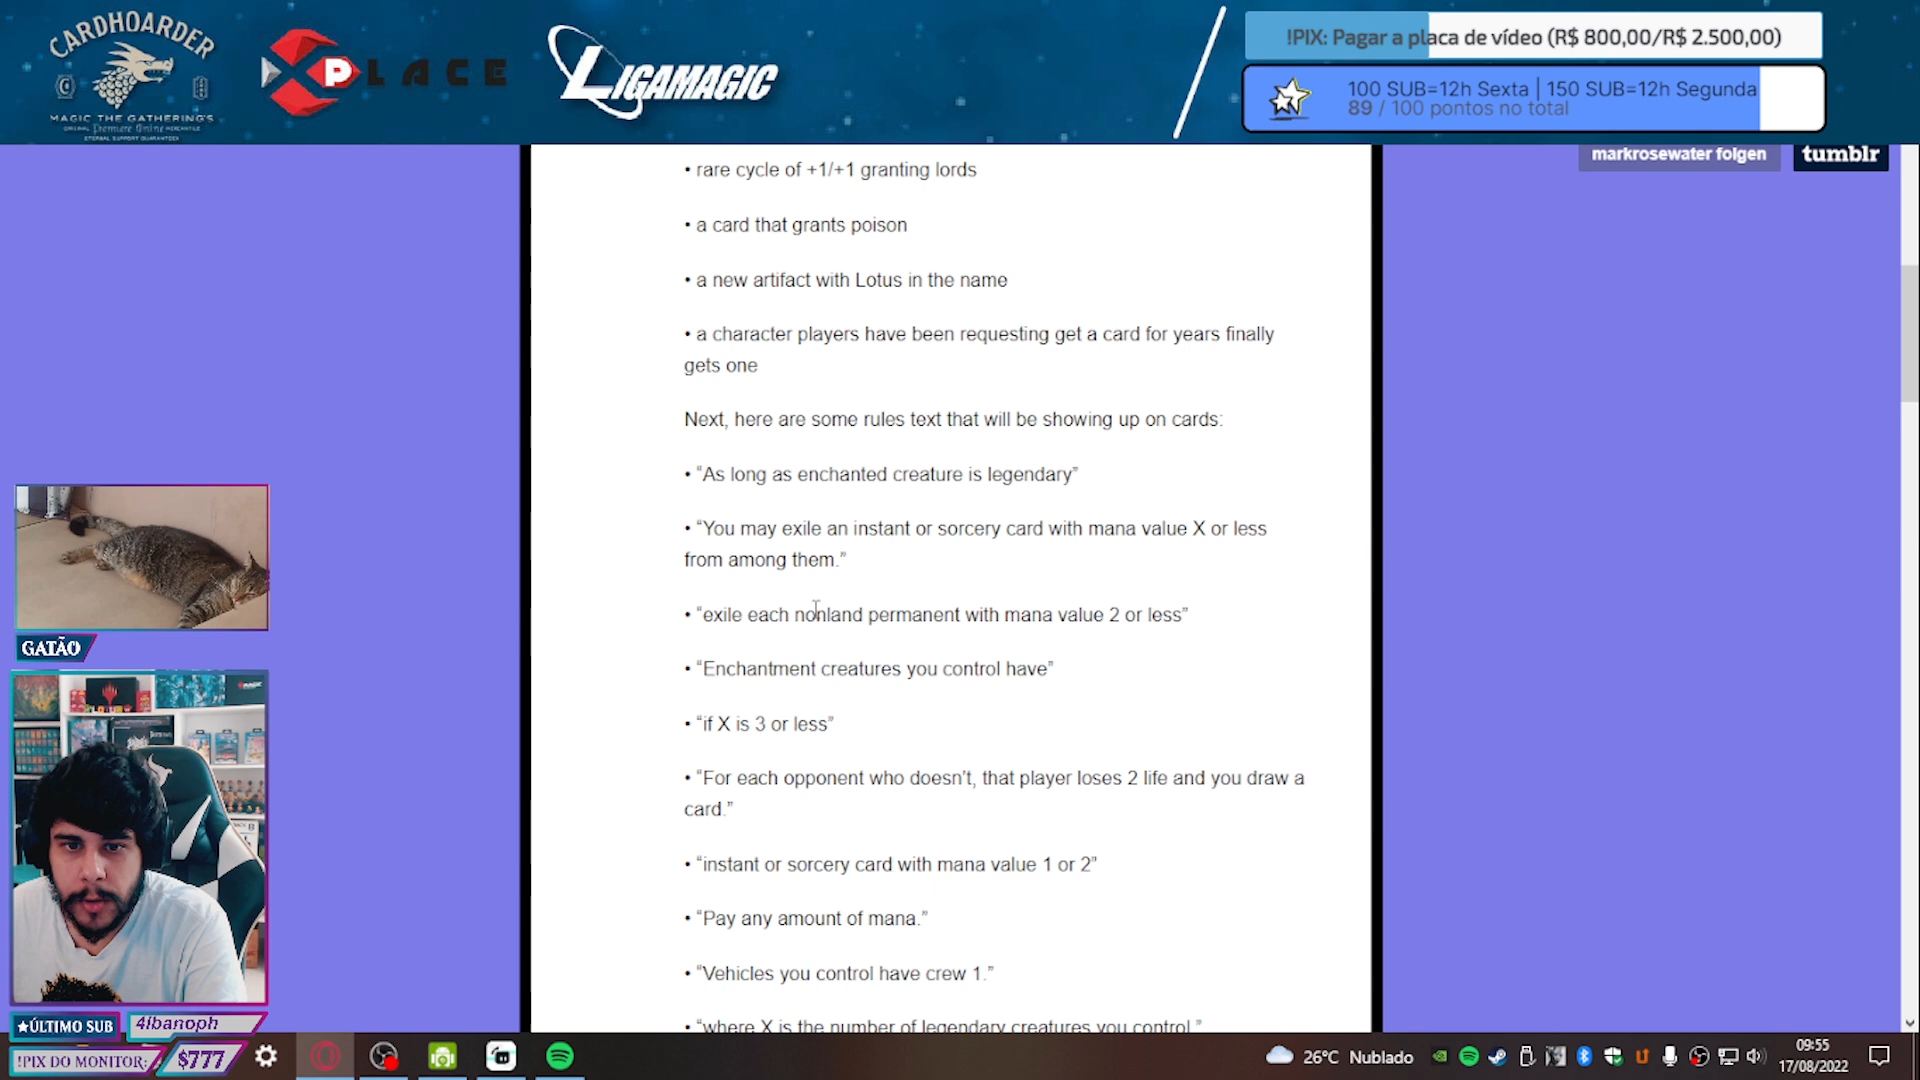 CARDHOARDER
MAGIC THE GATHERING'S
ORIGINAL Premiere Online MERCANTILE
ETERNAL SUPPORT GUARANTEED
XPLACE
LIGAMAGIC
!PIX: Pagar a placa de vídeo (R$ 800,00/R$ 2.500,00)
100 SUB=12h Sexta | 150 SUB=12h Segunda
89 / 100 pontos no total
markrosewater folgen
tumblr
• rare cycle of +1/+1 granting lords
• a card that grants poison
• a new artifact with Lotus in the name
• a character players have been requesting get a card for years finally
gets one
Next, here are some rules text that will be showing up on cards:
• “As long as enchanted creature is legendary”
• “You may exile an instant or sorcery card with mana value X or less
from among them.”
• “exile each nonland permanent with mana value 2 or less”
• “Enchantment creatures you control have”
• “if X is 3 or less”
• “For each opponent who doesn’t, that player loses 2 life and you draw a
card.”
• “instant or sorcery card with mana value 1 or 2”
• “Pay any amount of mana.”
• “Vehicles you control have crew 1.”
• “where X is the number of legendary creatures you control.”
GATÃO
★ÚLTIMO SUB
4lbanoph
!PIX DO MONITOR:
$777
26°C Nublado
09:55
17/08/2022